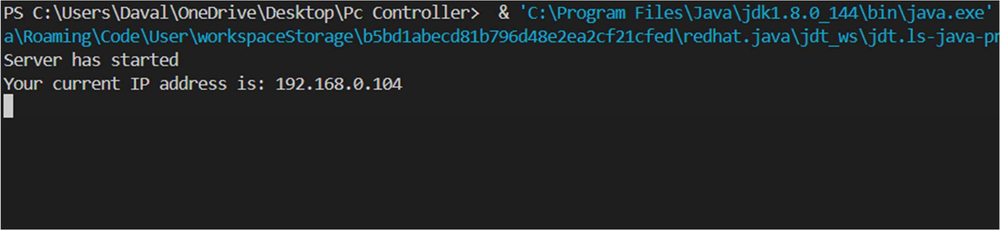 PS C:\Users\Daval\OneDrive\Desktop\Pc Controller>  & 'C:\Program Files\Java\jdk1.8.0_144\bin\java.exe'
a\Roaming\Code\User\workspaceStorage\b5bd1abecd81b796d48e2ea2cf21cfed\redhat.java\jdt_ws\jdt.ls-java-pr
Server has started
Your current IP address is: 192.168.0.104